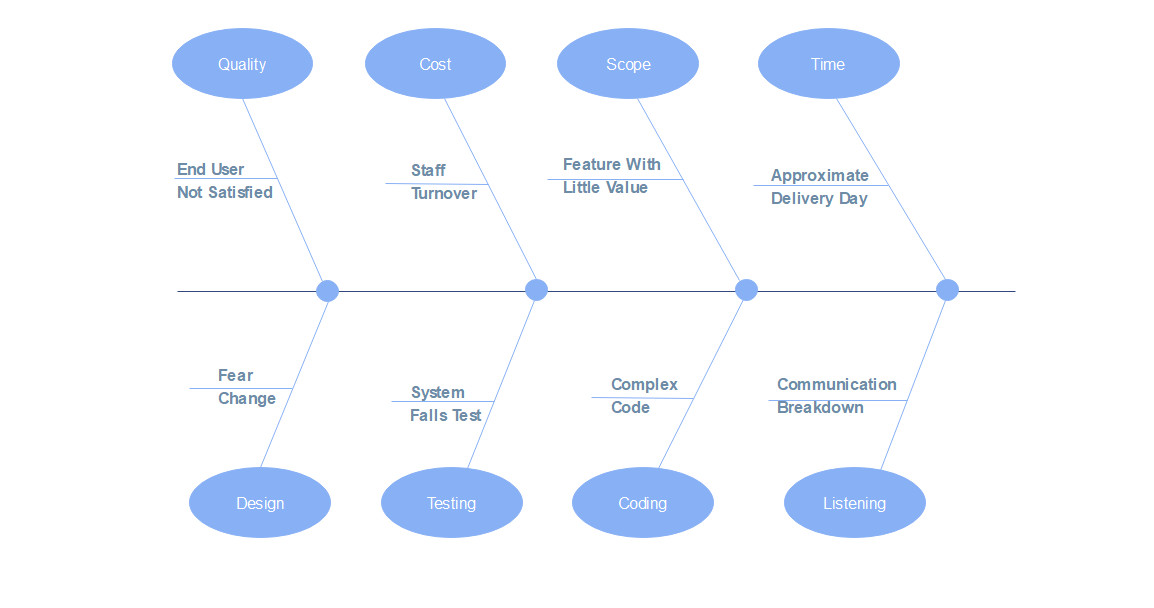 Quality
Cost
Scope
Time
End User
Not Satisfied
Staff
Turnover
Feature With
Little Value
Approximate
Delivery Day
Fear
Change
System
Falls Test
Complex
Code
Communication
Breakdown
Design
Testing
Coding
Listening